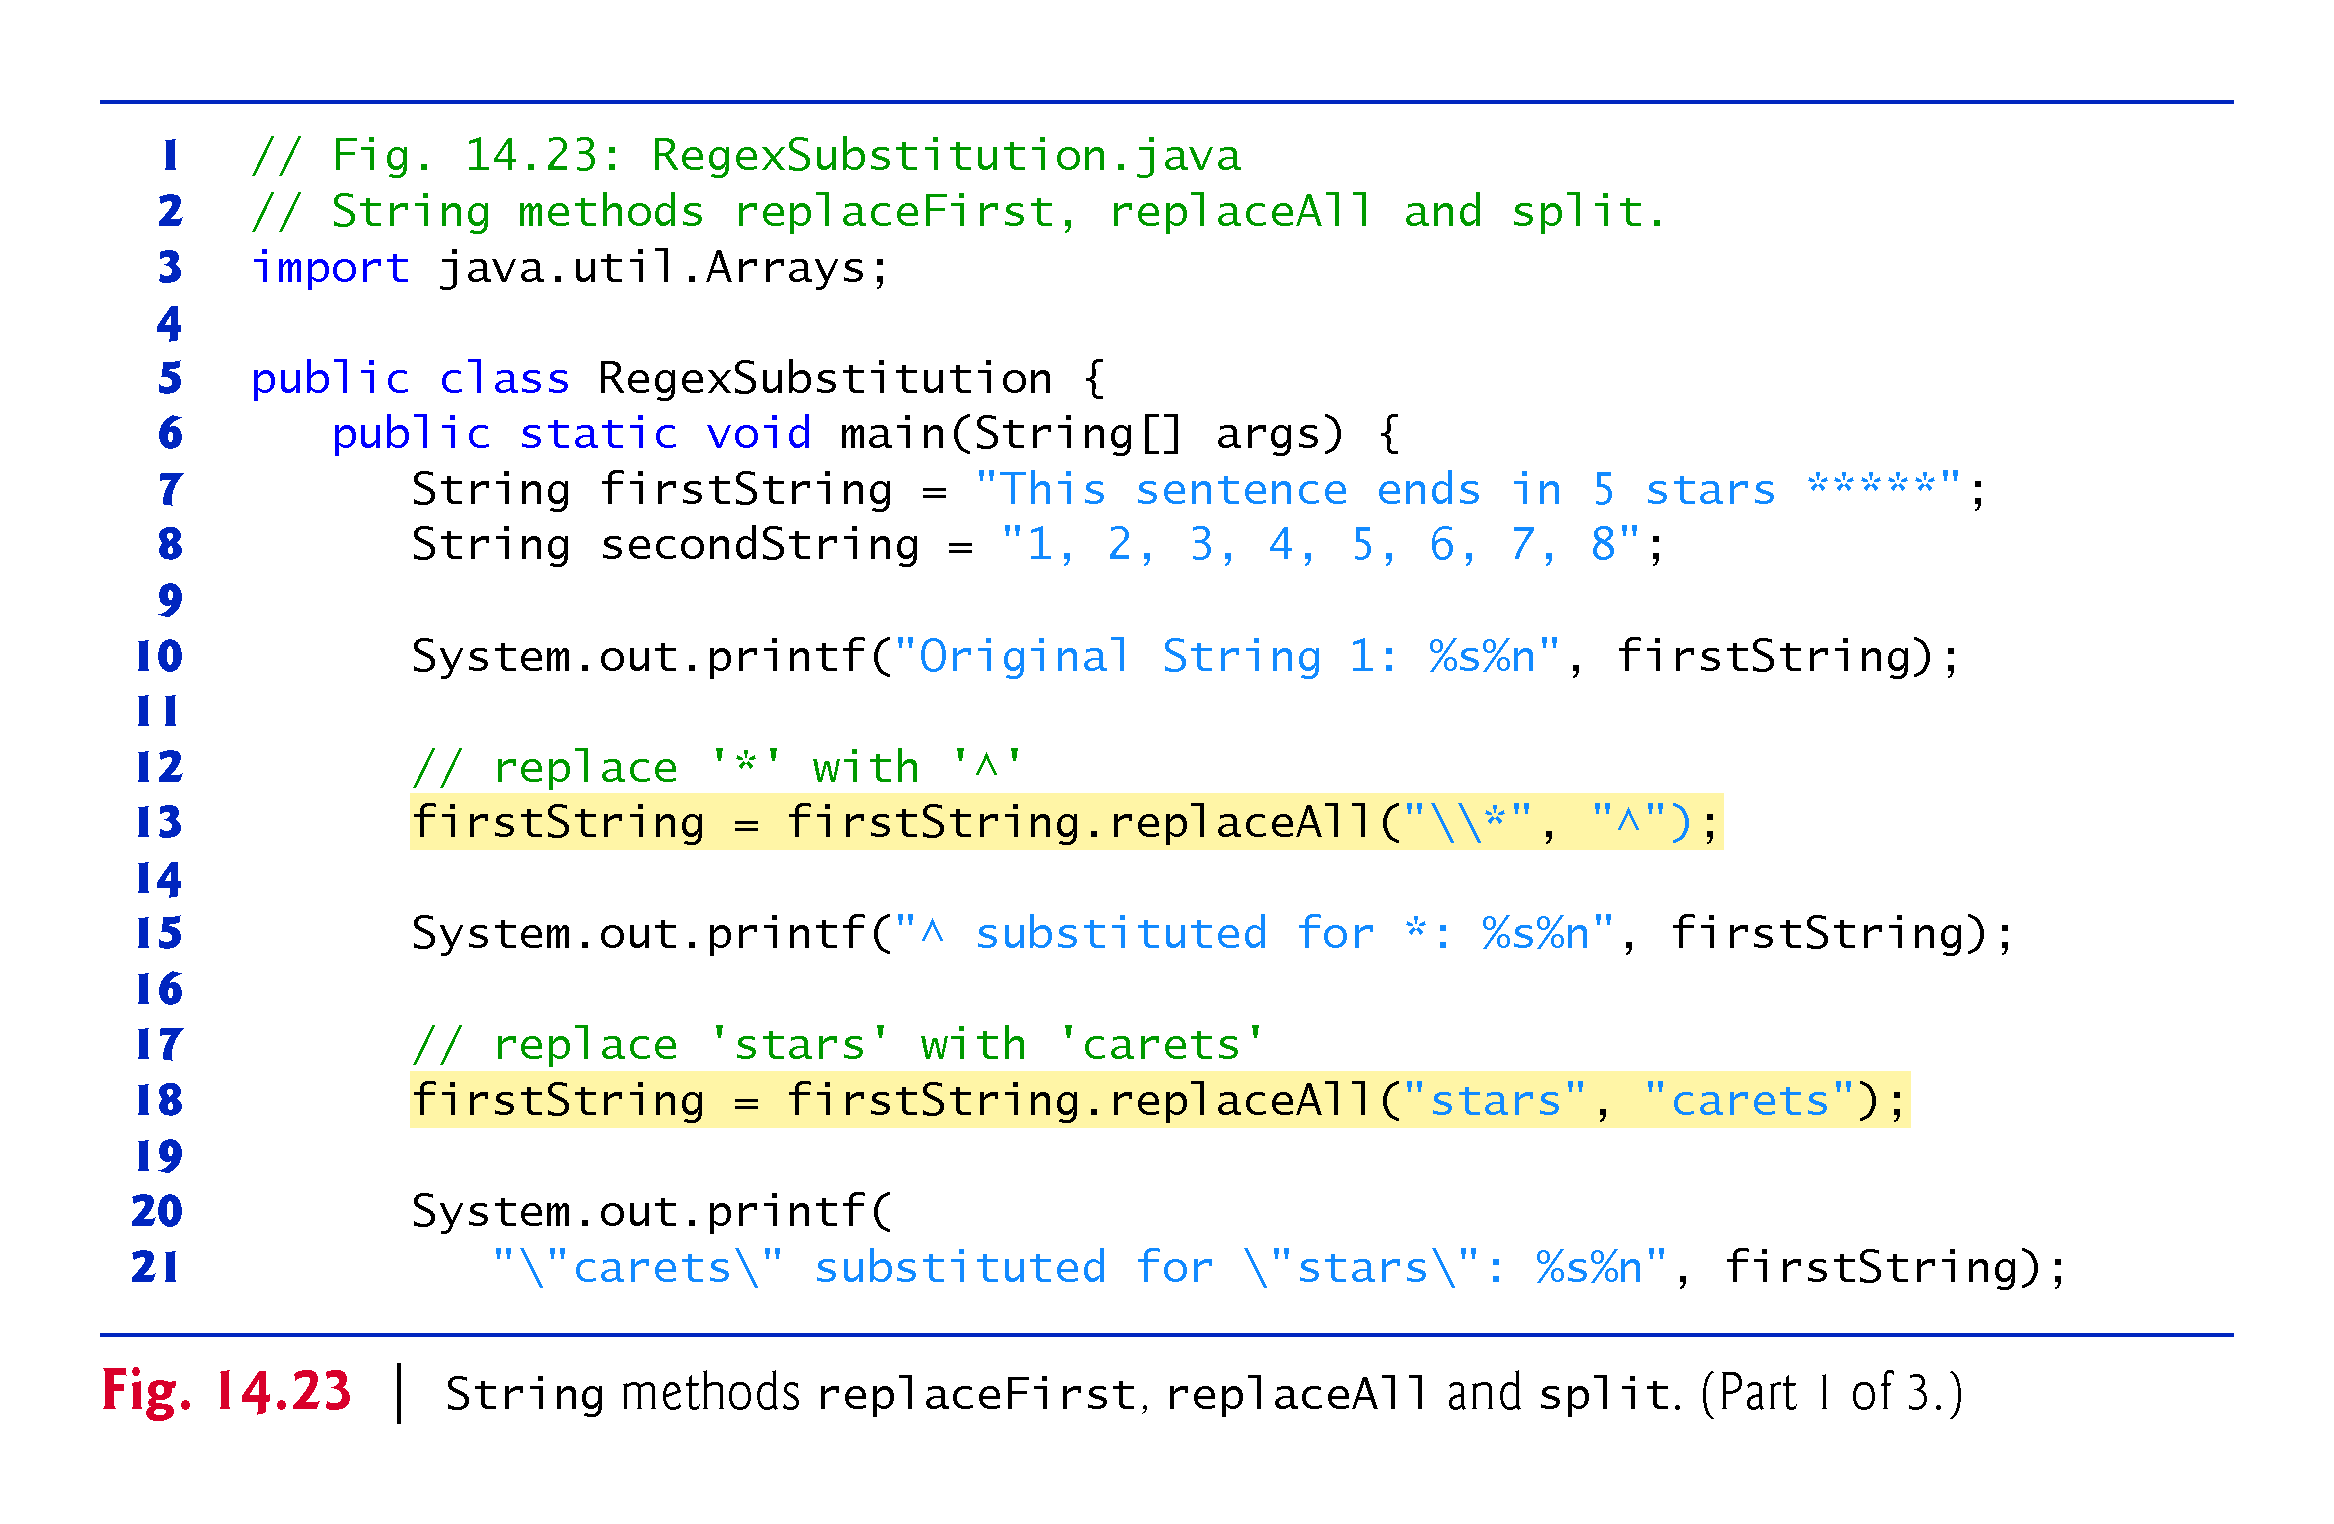 1 // Fig. 14.23: RegexSubstitution.java
2 // String methods replaceFirst, replaceAll and split.
3 import java.util.Arrays;
4
5 public class RegexSubstitution {
6    public static void main(String[] args) {
7       String firstString = "This sentence ends in 5 stars *****";
8       String secondString = "1, 2, 3, 4, 5, 6, 7, 8";
9
10       System.out.printf("Original String 1: %s%n", firstString);
11
12       // replace '*' with '^'
13       firstString = firstString.replaceAll("\\*", "^");
14
15       System.out.printf("^ substituted for *: %s%n", firstString);
16
17       // replace 'stars' with 'carets'
18       firstString = firstString.replaceAll("stars", "carets");
19
20       System.out.printf(
21          "\"carets\" substituted for \"stars\": %s%n", firstString);
Fig. 14.23 | String methods replaceFirst, replaceAll and split. (Part 1 of 3.)